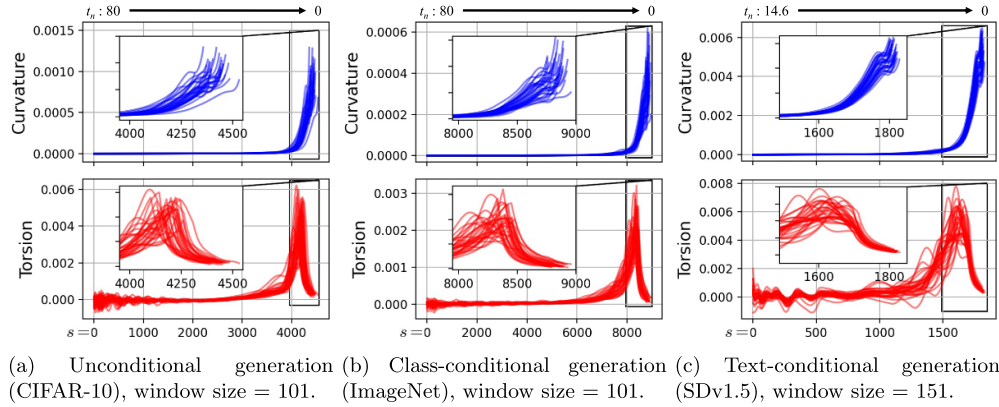 tₙ : 80 0
0.0015
0.0010
0.0005
0.0000
Curvature
4000 4250 4500
0.006
0.004
0.002
0.000
Torsion
4000 4250 4500
s = 0 1000 2000 3000 4000
(a) Unconditional generation
(CIFAR-10), window size = 101.
tₙ : 80 0
0.0006
0.0004
0.0002
0.0000
Curvature
8000 8500 9000
0.003
0.002
0.001
0.000
Torsion
8000 8500 9000
s = 0 2000 4000 6000 8000
(b) Class-conditional generation
(ImageNet), window size = 101.
tₙ : 14.6 0
0.006
0.004
0.002
0.000
Curvature
1600 1800
0.008
0.006
0.004
0.002
0.000
Torsion
1600 1800
s = 0 500 1000 1500
(c) Text-conditional generation
(SDv1.5), window size = 151.